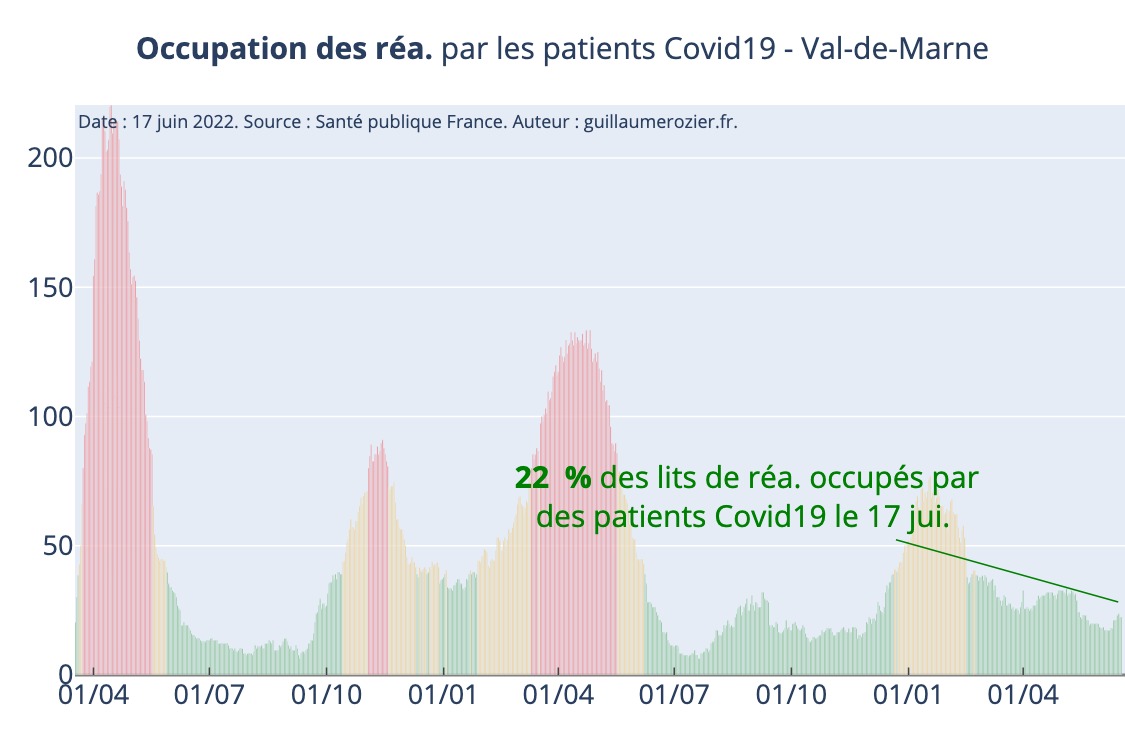 Occupation des réa. par les patients Covid19 - Val-de-Marne
Date : 17 juin 2022. Source : Santé publique France. Auteur : guillaumerozier.fr.
200
150
100
50
0
22 % des lits de réa. occupés par
des patients Covid19 le 17 jui.
01/04 01/07 01/10 01/01 01/04 01/07 01/10 01/01 01/04